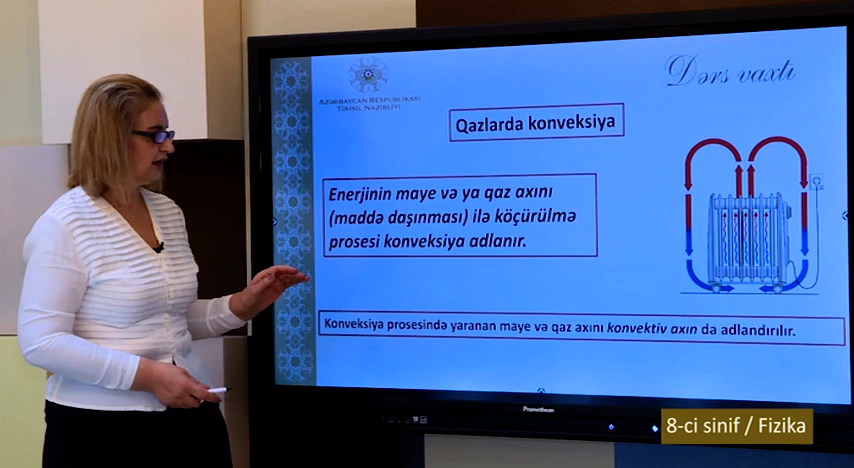 Dərs vaxtı
AZƏRBAYCAN RESPUBLİKASI
TƏHSİL NAZİRLİYİ
Qazlarda konveksiya
Enerjinin maye və ya qaz axını
(maddə daşınması) ilə köçürülmə
prosesi konveksiya adlanır.
Konveksiya prosesində yaranan maye və qaz axını konvektiv axın da adlandırılır.
Promethean
8-ci sinif / Fizika